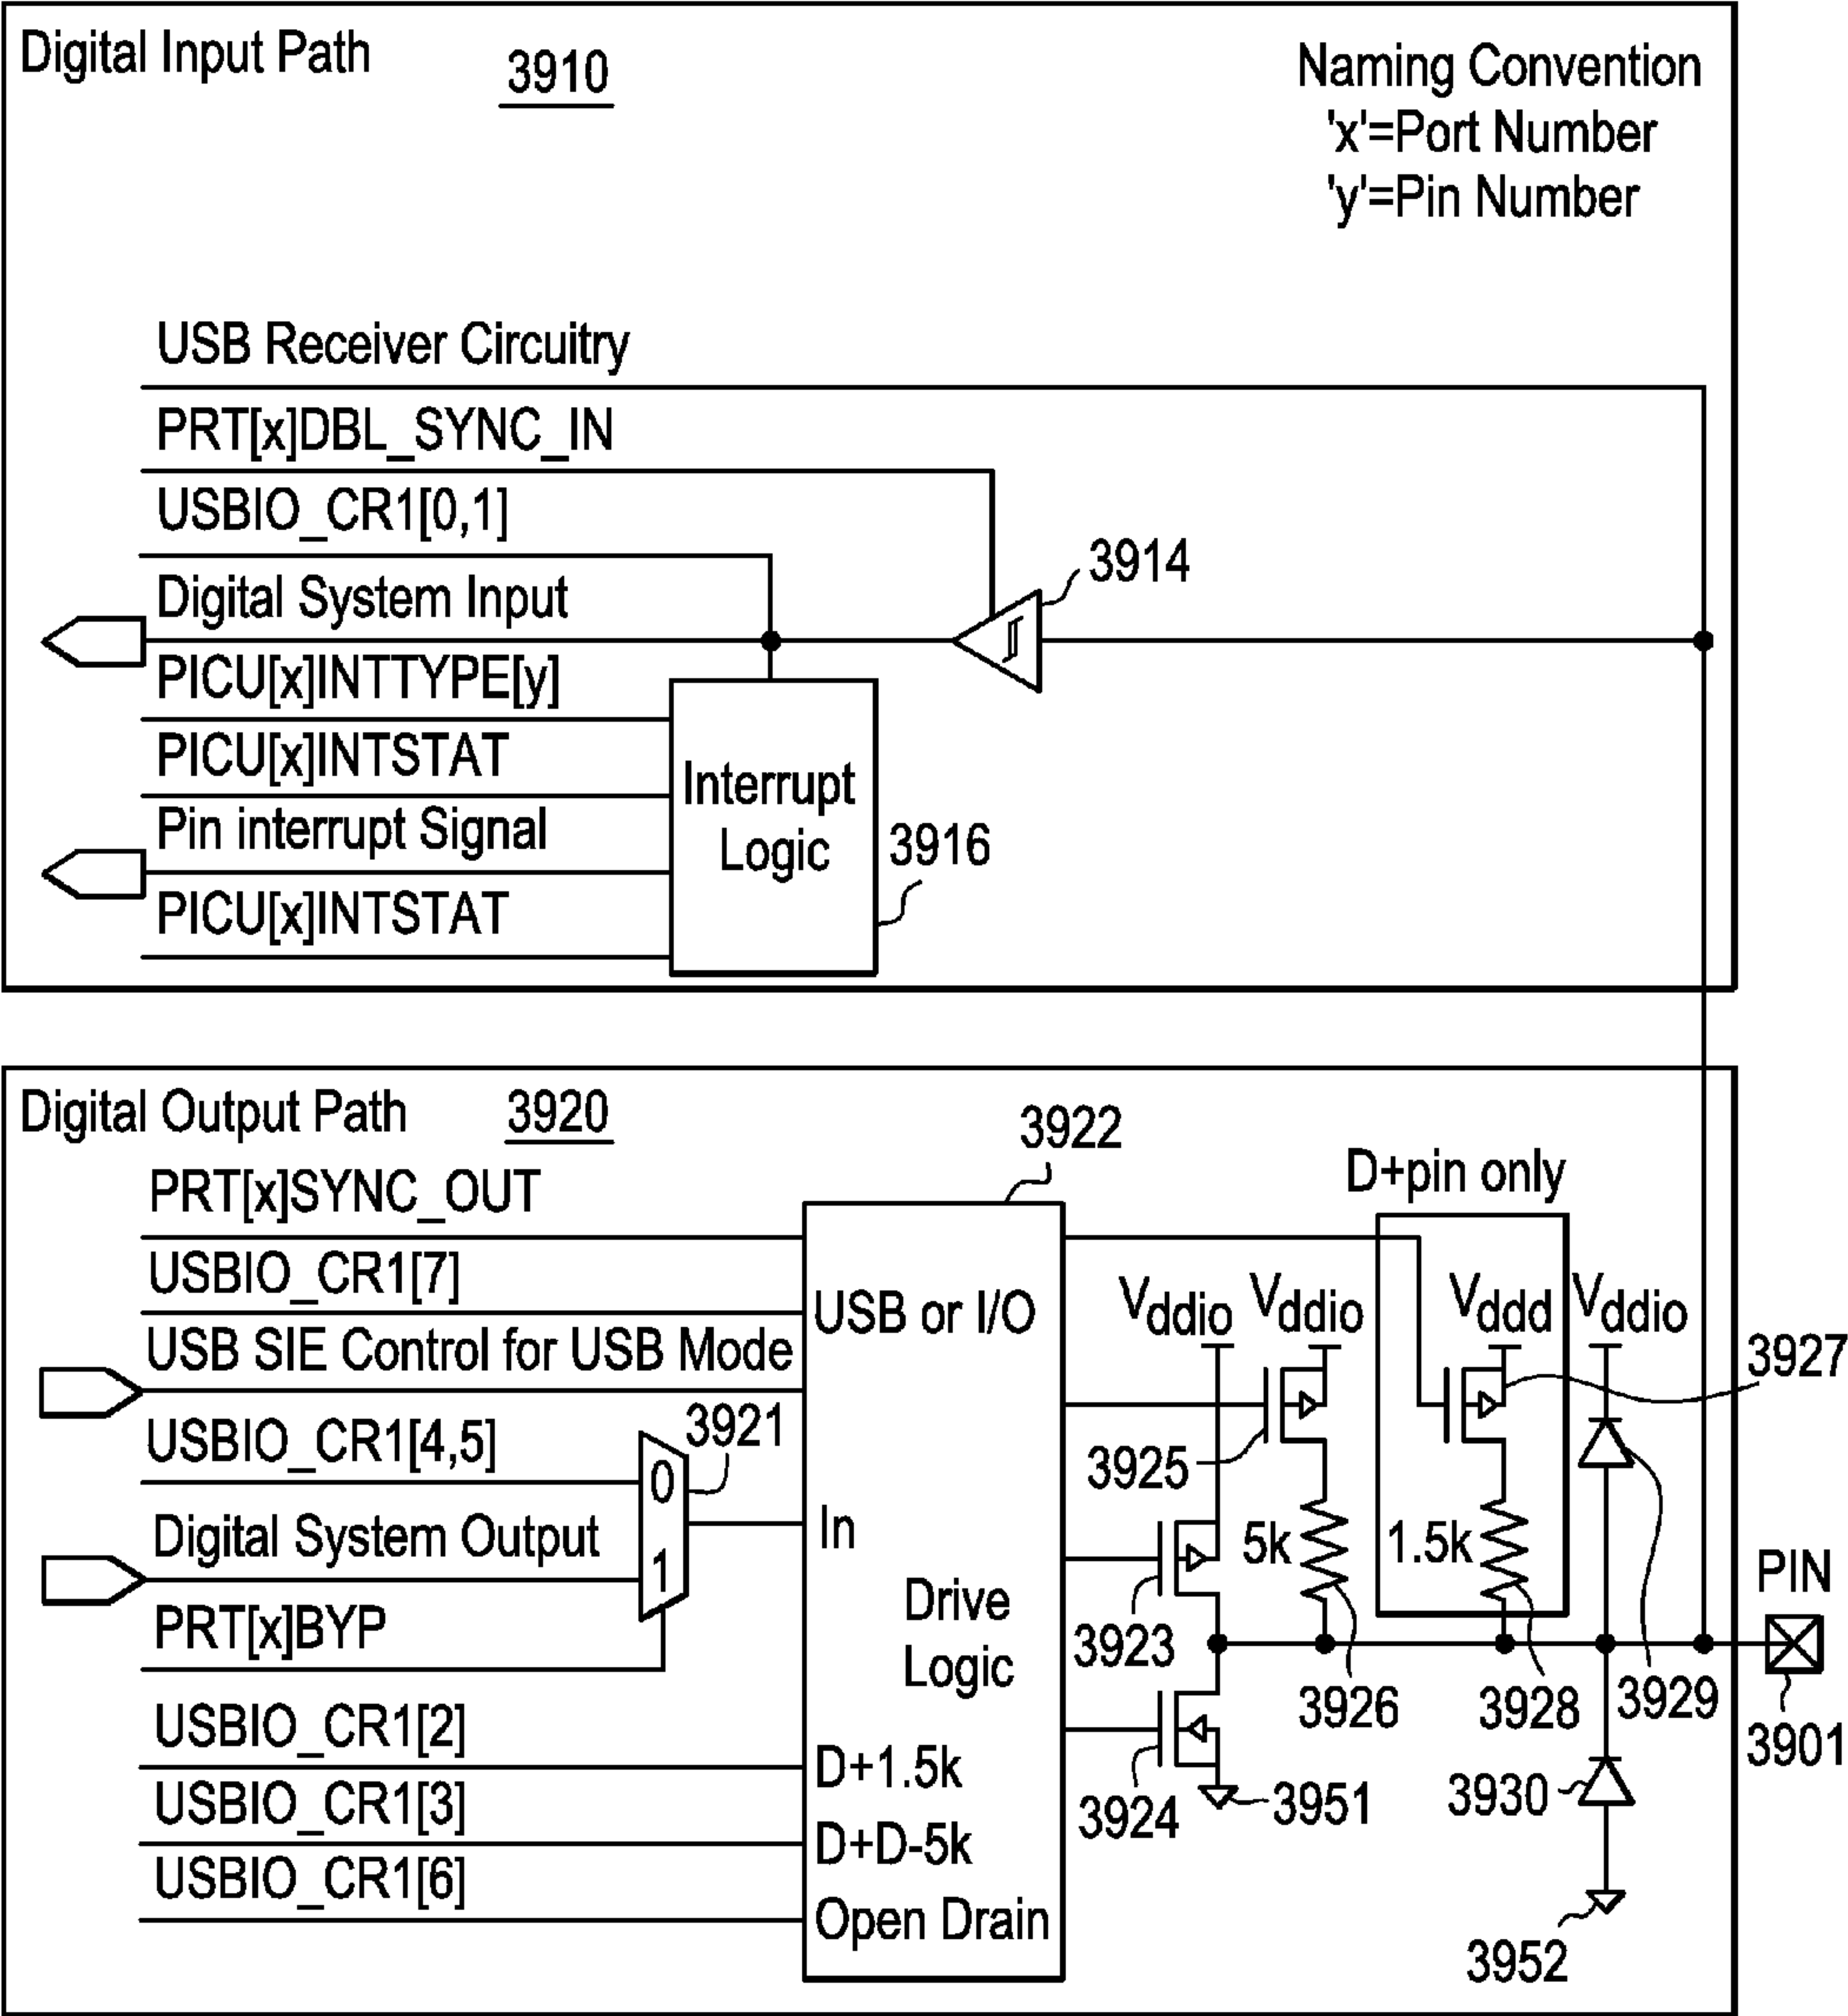 Digital Input Path
3910
Naming Convention
'x'=Port Number
'y'=Pin Number
USB Receiver Circuitry
PRT[x]DBL_SYNC_IN
USBIO_CR1[0,1]
3914
Digital System Input
PICU[x]INTTYPE[y]
PICU[x]INTSTAT
Interrupt
Logic
Pin interrupt Signal
3916
PICU[x]INTSTAT
Digital Output Path
3920
3922
D+pin only
PRT[x]SYNC_OUT
USBIO_CR1[7]
USB or I/O
Vddio
Vddio
Vddd
Vddio
3927
USB SIE Control for USB Mode
USBIO_CR1[4,5]
3921
0
3925
Digital System Output
In
5k
1.5k
1
PIN
PRT[x]BYP
Drive
Logic
3923
3926
3928
3929
3901
USBIO_CR1[2]
D+1.5k
3924
3951
3930
USBIO_CR1[3]
D+D-5k
USBIO_CR1[6]
Open Drain
3952